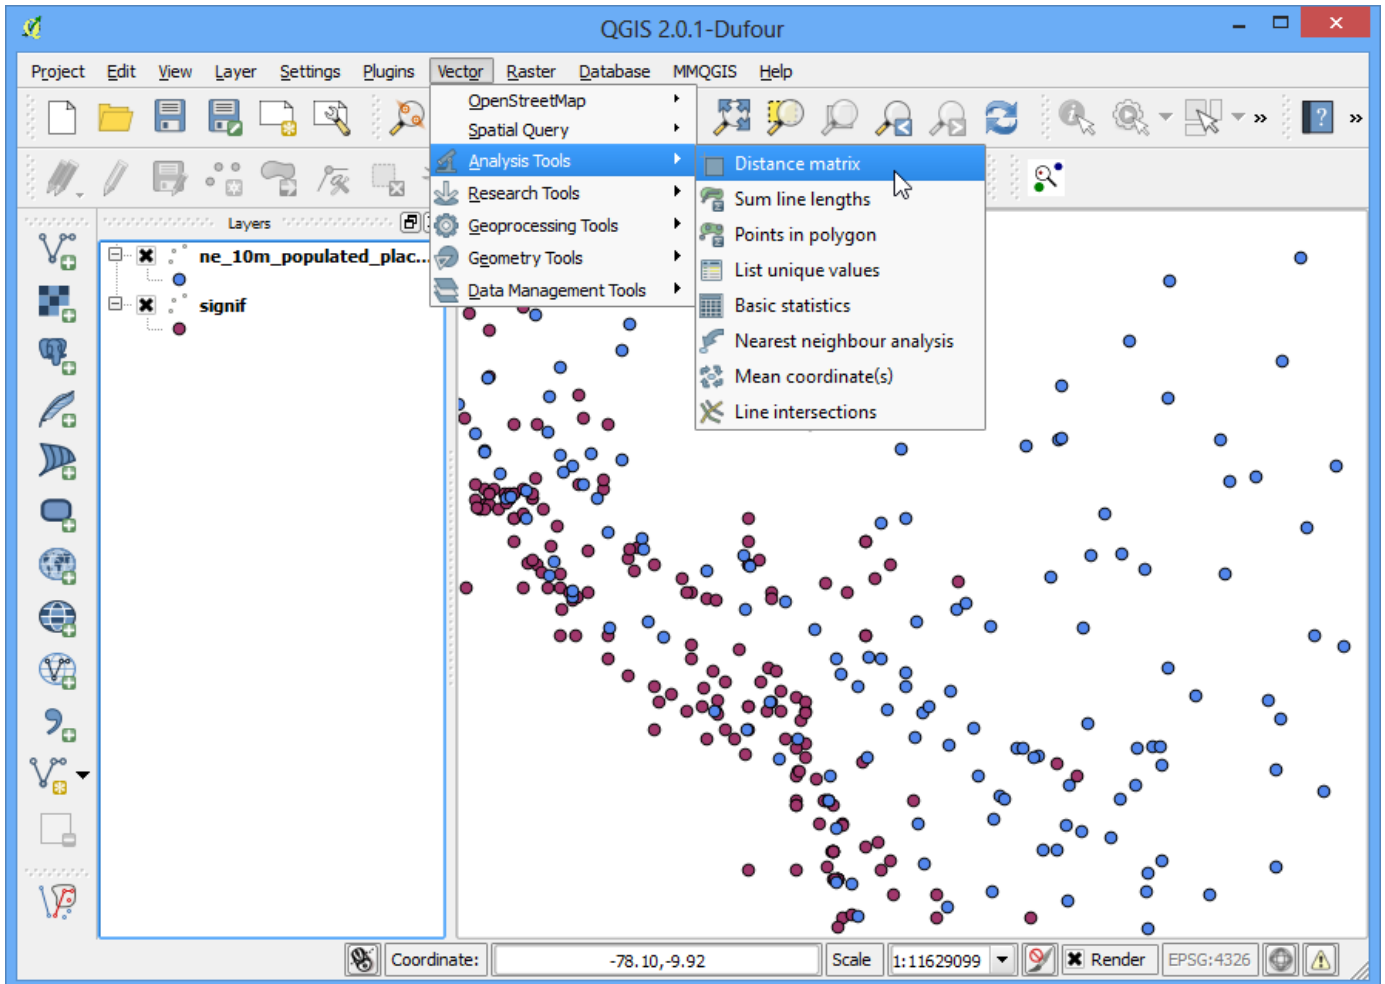 QGIS 2.0.1-Dufour
Project Edit View Layer Settings Plugins Vector Raster Database MMQGIS Help
OpenStreetMap
Spatial Query
Analysis Tools
Research Tools
Geoprocessing Tools
Geometry Tools
Data Management Tools
Distance matrix
Sum line lengths
Points in polygon
List unique values
Basic statistics
Nearest neighbour analysis
Mean coordinate(s)
Line intersections
Layers
ne_10m_populated_plac...
signif
Coordinate: -78.10,-9.92 Scale 1:11629099 Render EPSG:4326